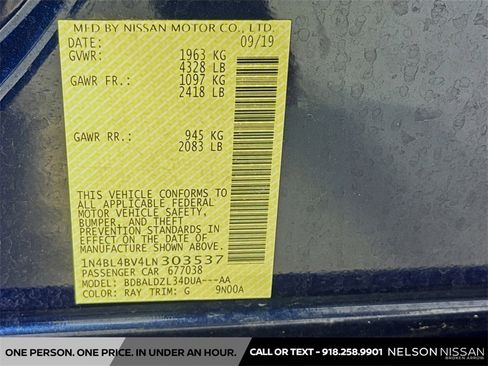 MFD BY NISSAN MOTOR CO., LTD.
DATE: 09/19
GVWR: 1963 KG
4328 LB
GAWR FR.: 1097 KG
2418 LB
GAWR RR.: 945 KG
2083 LB
THIS VEHICLE CONFORMS TO
ALL APPLICABLE FEDERAL
MOTOR VEHICLE SAFETY,
BUMPER, AND THEFT
PREVENTION STANDARDS IN
EFFECT ON THE DATE OF
MANUFACTURE SHOWN ABOVE.
1N4BL4BV4LN303537
PASSENGER CAR 677038
MODEL: BDBALDZL34DUA---AA
COLOR: RAY TRIM: G 9N00A
ONE PERSON. ONE PRICE. IN UNDER AN HOUR. CALL OR TEXT - 918.258.9901 NELSON NISSAN
BROKEN ARROW